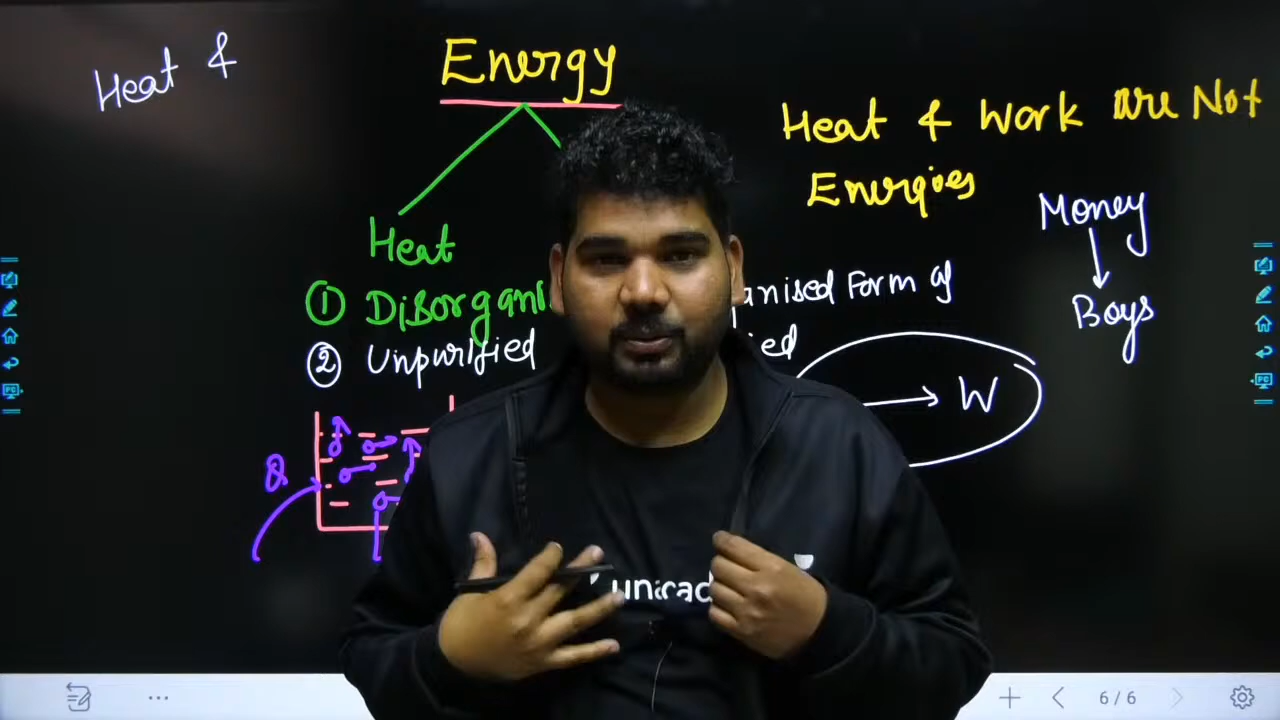 Heat &
Energy
Heat & Work are Not
Energies
Money
Boys
Heat
① Disorgani
anised Form of
② Unpurified
ied
W
Q
unacad
6/6